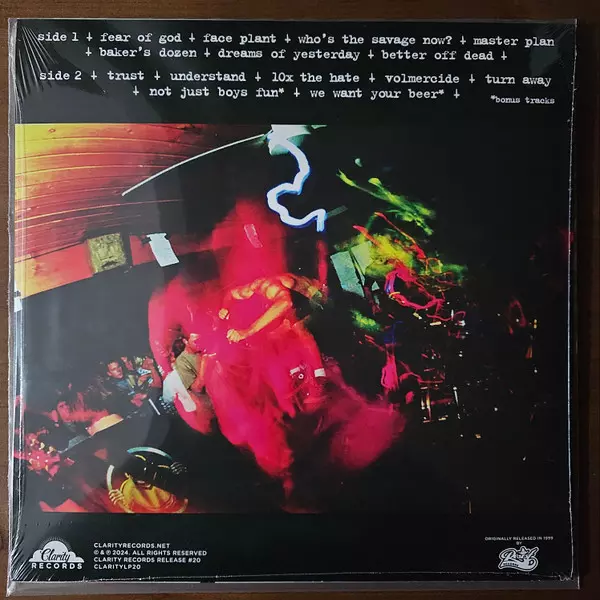 side 1 ⸸ fear of god ⸸ face plant ⸸ who's the savage now? ⸸ master plan
⸸ baker's dozen ⸸ dreams of yesterday ⸸ better off dead ⸸
side 2 ⸸ trust ⸸ understand ⸸ 10x the hate ⸸ volmercide ⸸ turn away
⸸ not just boys fun* ⸸ we want your beer* ⸸
*bonus tracks
Clarity
RECORDS
CLARITYRECORDS.NET
© & ℗ 2024. ALL RIGHTS RESERVED
CLARITY RECORDS RELEASE #20
CLARITYLP20
ORIGINALLY RELEASED IN 1999
BY